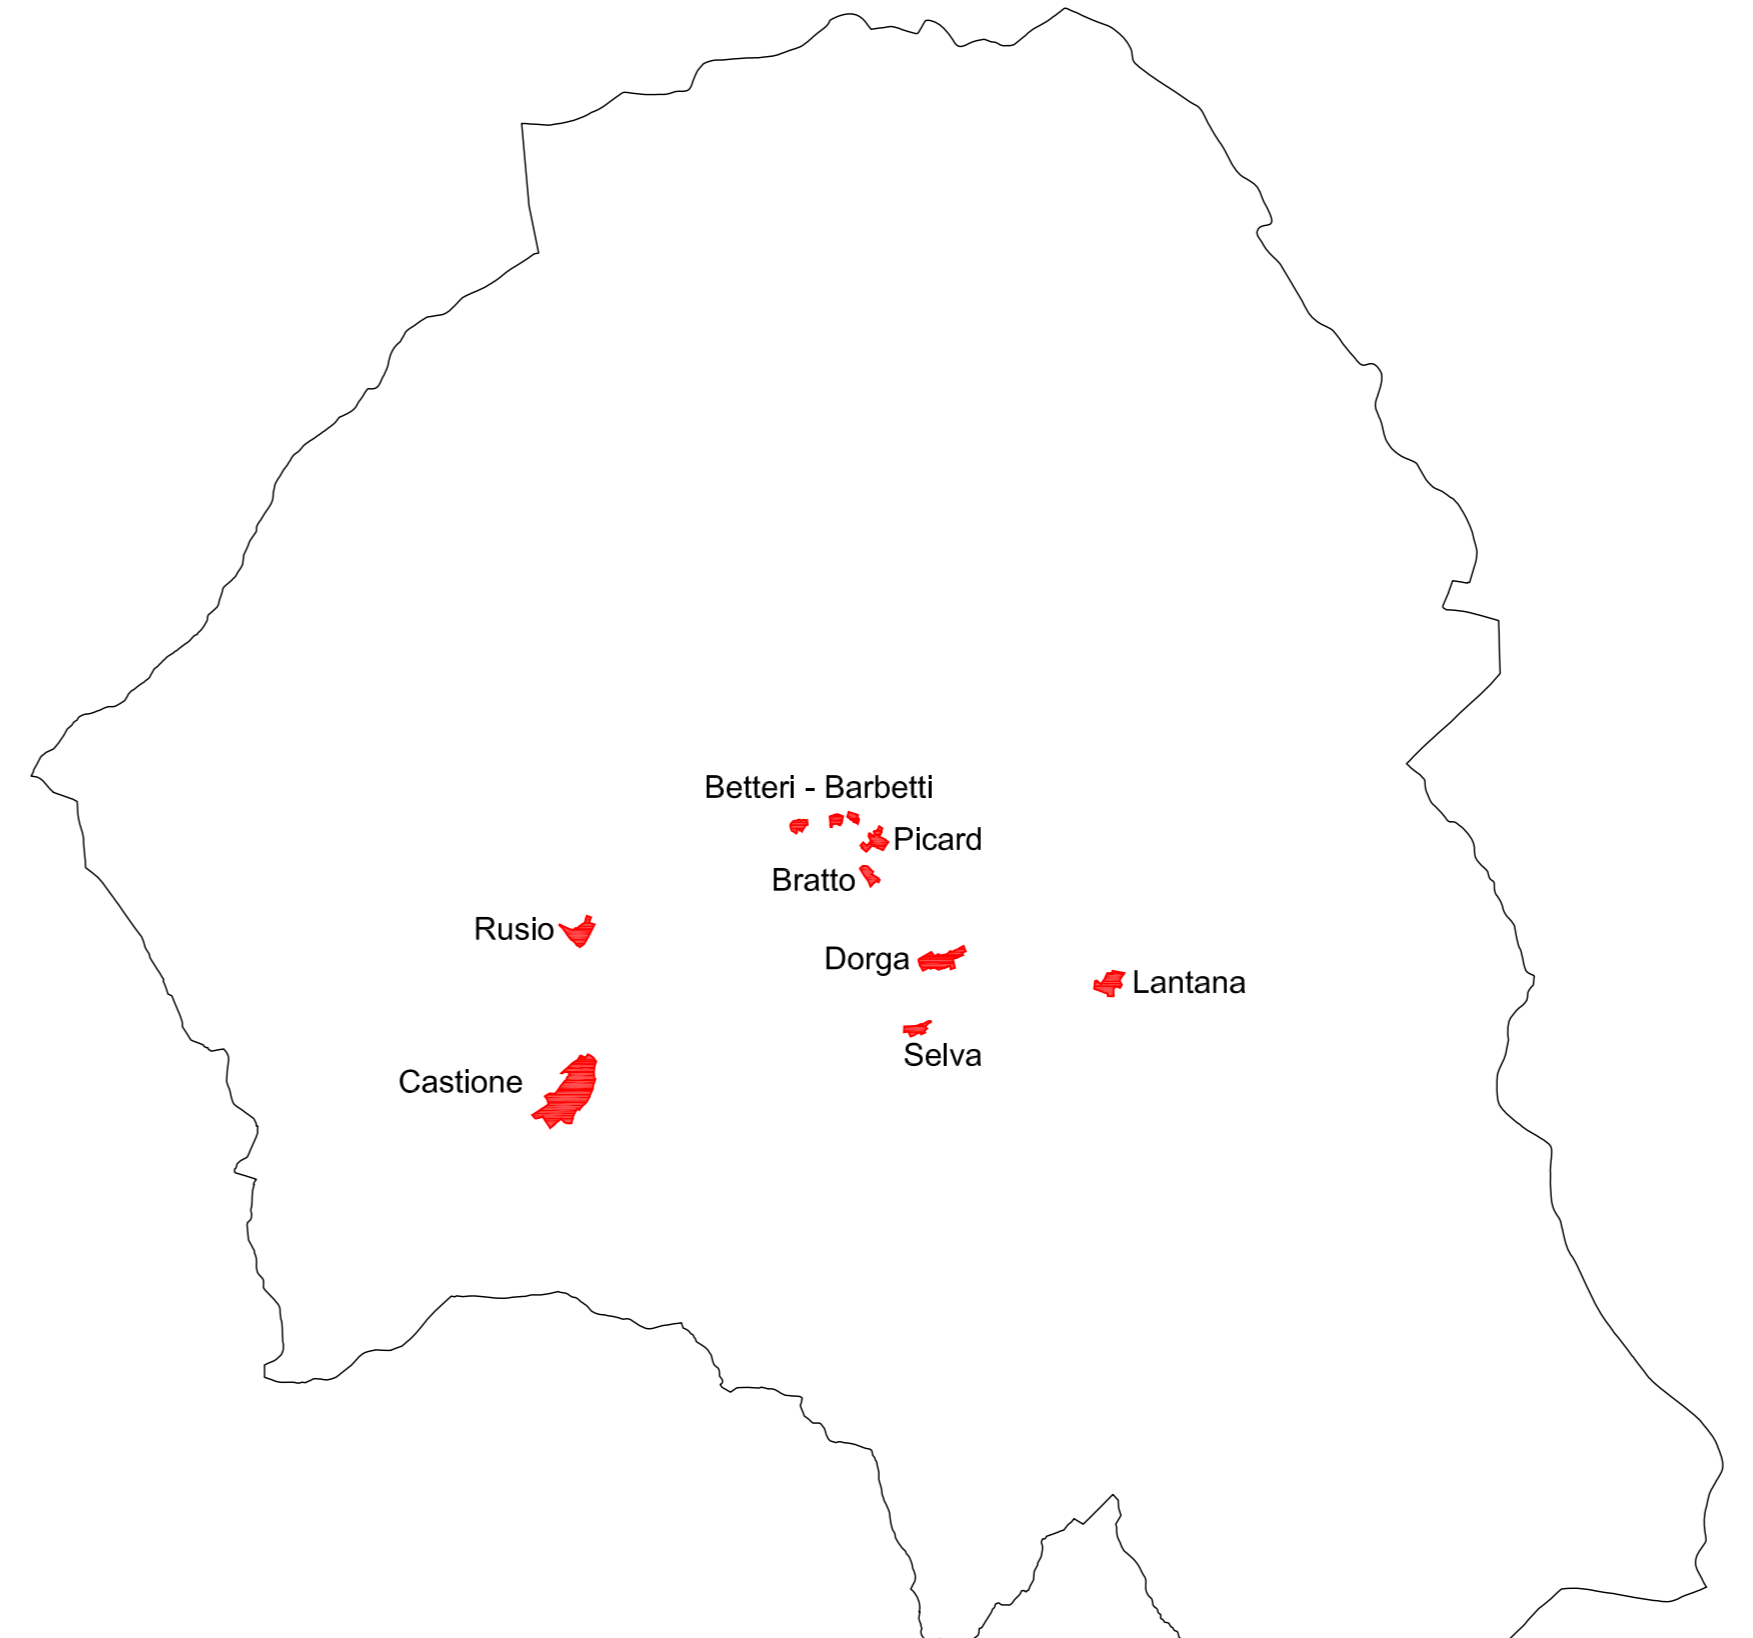 Betteri - Barbetti
Picard
Bratto
Rusio
Dorga
Lantana
Selva
Castione